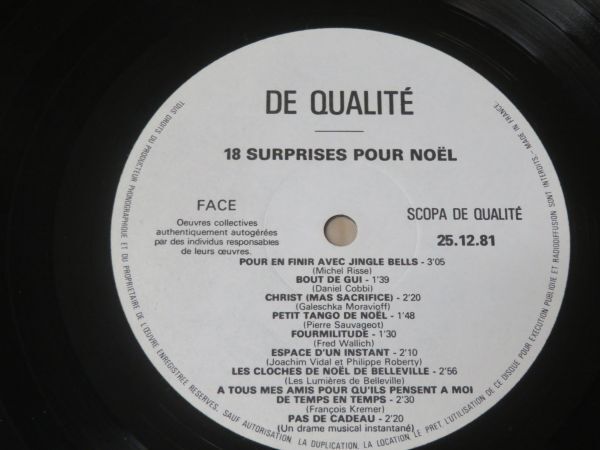 DE QUALITÉ
18 SURPRISES POUR NOËL
FACE
Oeuvres collectives
authentiquement autogérées
par des individus responsables
de leurs œuvres.
SCOPA DE QUALITÉ
25.12.81
POUR EN FINIR AVEC JINGLE BELLS - 3'05
(Michel Risse)
BOUT DE GUI - 1'39
(Daniel Cobbi)
CHRIST (MAS SACRIFICE) - 2'20
(Galeschka Moravioff)
PETIT TANGO DE NOËL - 1'48
(Pierre Sauvageot)
FOURMILITUDE - 1'30
(Fred Wallich)
ESPACE D'UN INSTANT - 2'10
(Joachim Vidal et Philippe Roberty)
LES CLOCHES DE NOËL DE BELLEVILLE - 2'56
(Les Lumières de Belleville)
A TOUS MES AMIS POUR QU'ILS PENSENT A MOI
DE TEMPS EN TEMPS - 2'30
(François Kremer)
PAS DE CADEAU - 2'20
(Un drame musical instantané)
TOUS DROITS DU PRODUCTEUR PHONOGRAPHIQUE ET DU PROPRIETAIRE DE L'ŒUVRE ENREGISTREE RESERVES. SAUF AUTORISATION, LA DUPLICATION, LA LOCATION, LE PRET, L'UTILISATION DE CE DISQUE POUR EXECUTION PUBLIQUE ET RADIODIFFUSION SONT INTERDITS - MADE IN FRANCE.